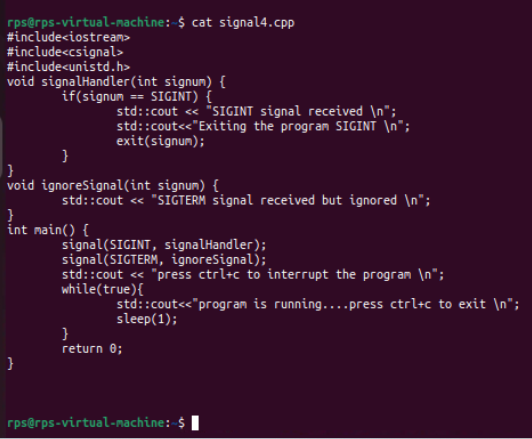 rps@rps-virtual-machine:~$ cat signal4.cpp
#include<iostream>
#include<csignal>
#include<unistd.h>
void signalHandler(int signum) {
        if(signum == SIGINT) {
                std::cout << "SIGINT signal received \n";
                std::cout<<"Exiting the program SIGINT \n";
                exit(signum);
        }
}
void ignoreSignal(int signum) {
        std::cout << "SIGTERM signal received but ignored \n";
}
int main() {
        signal(SIGINT, signalHandler);
        signal(SIGTERM, ignoreSignal);
        std::cout << "press ctrl+c to interrupt the program \n";
        while(true){
                std::cout<<"program is running....press ctrl+c to exit \n";
                sleep(1);
        }
        return 0;
}
rps@rps-virtual-machine:~$